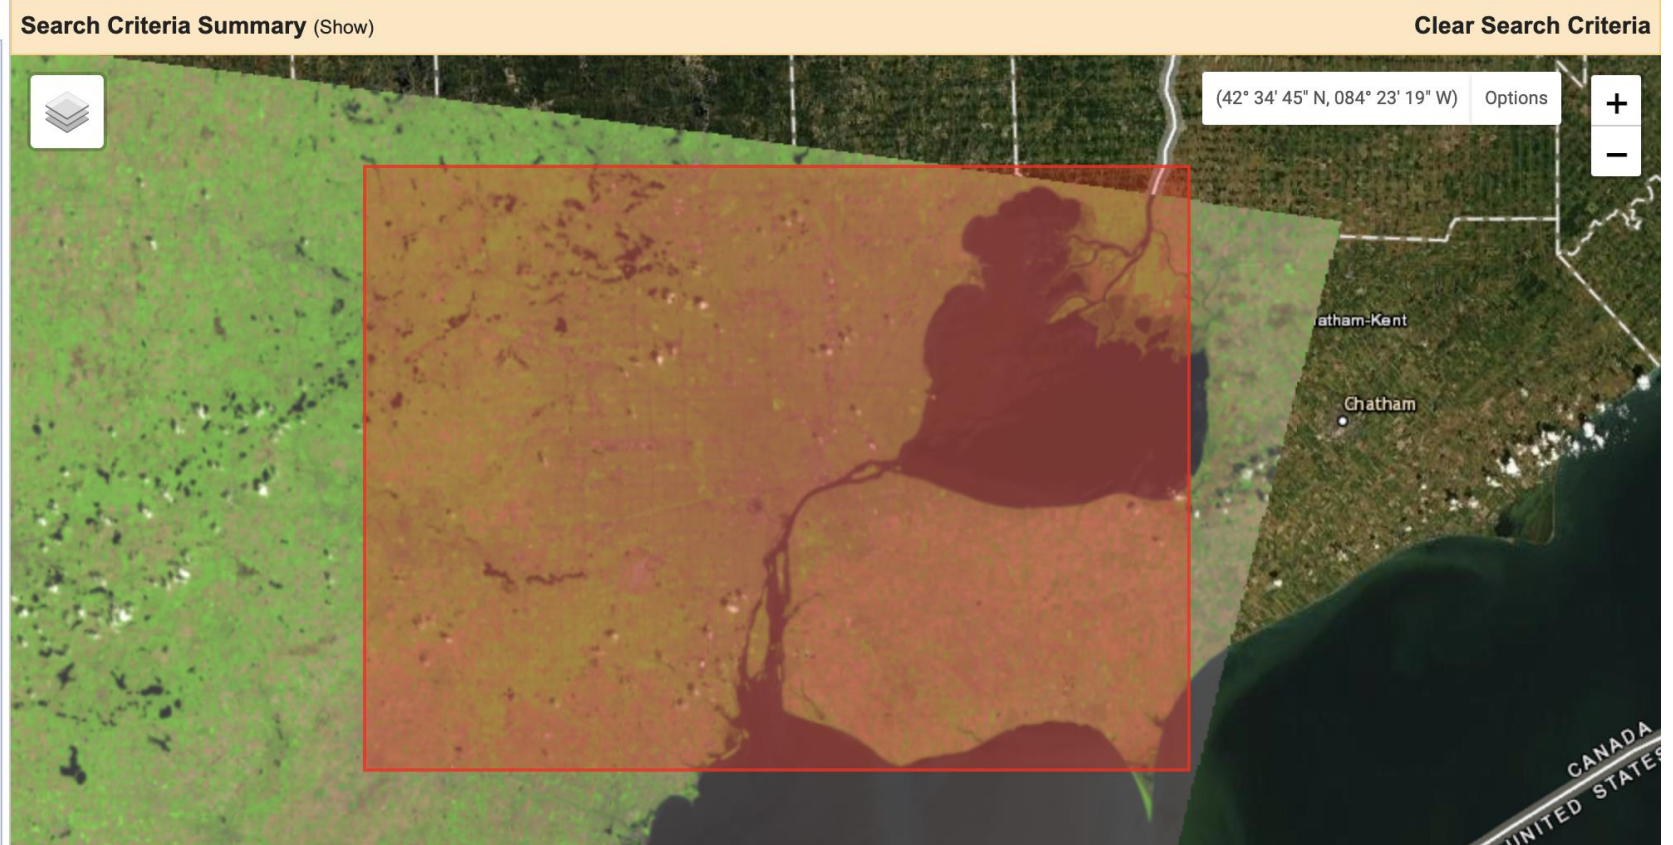 Search Criteria Summary (Show)
Clear Search Criteria
(42° 34' 45" N, 084° 23' 19" W)
Options
+
−
atham-Kent
Chatham
CANADA
UNITED STATES